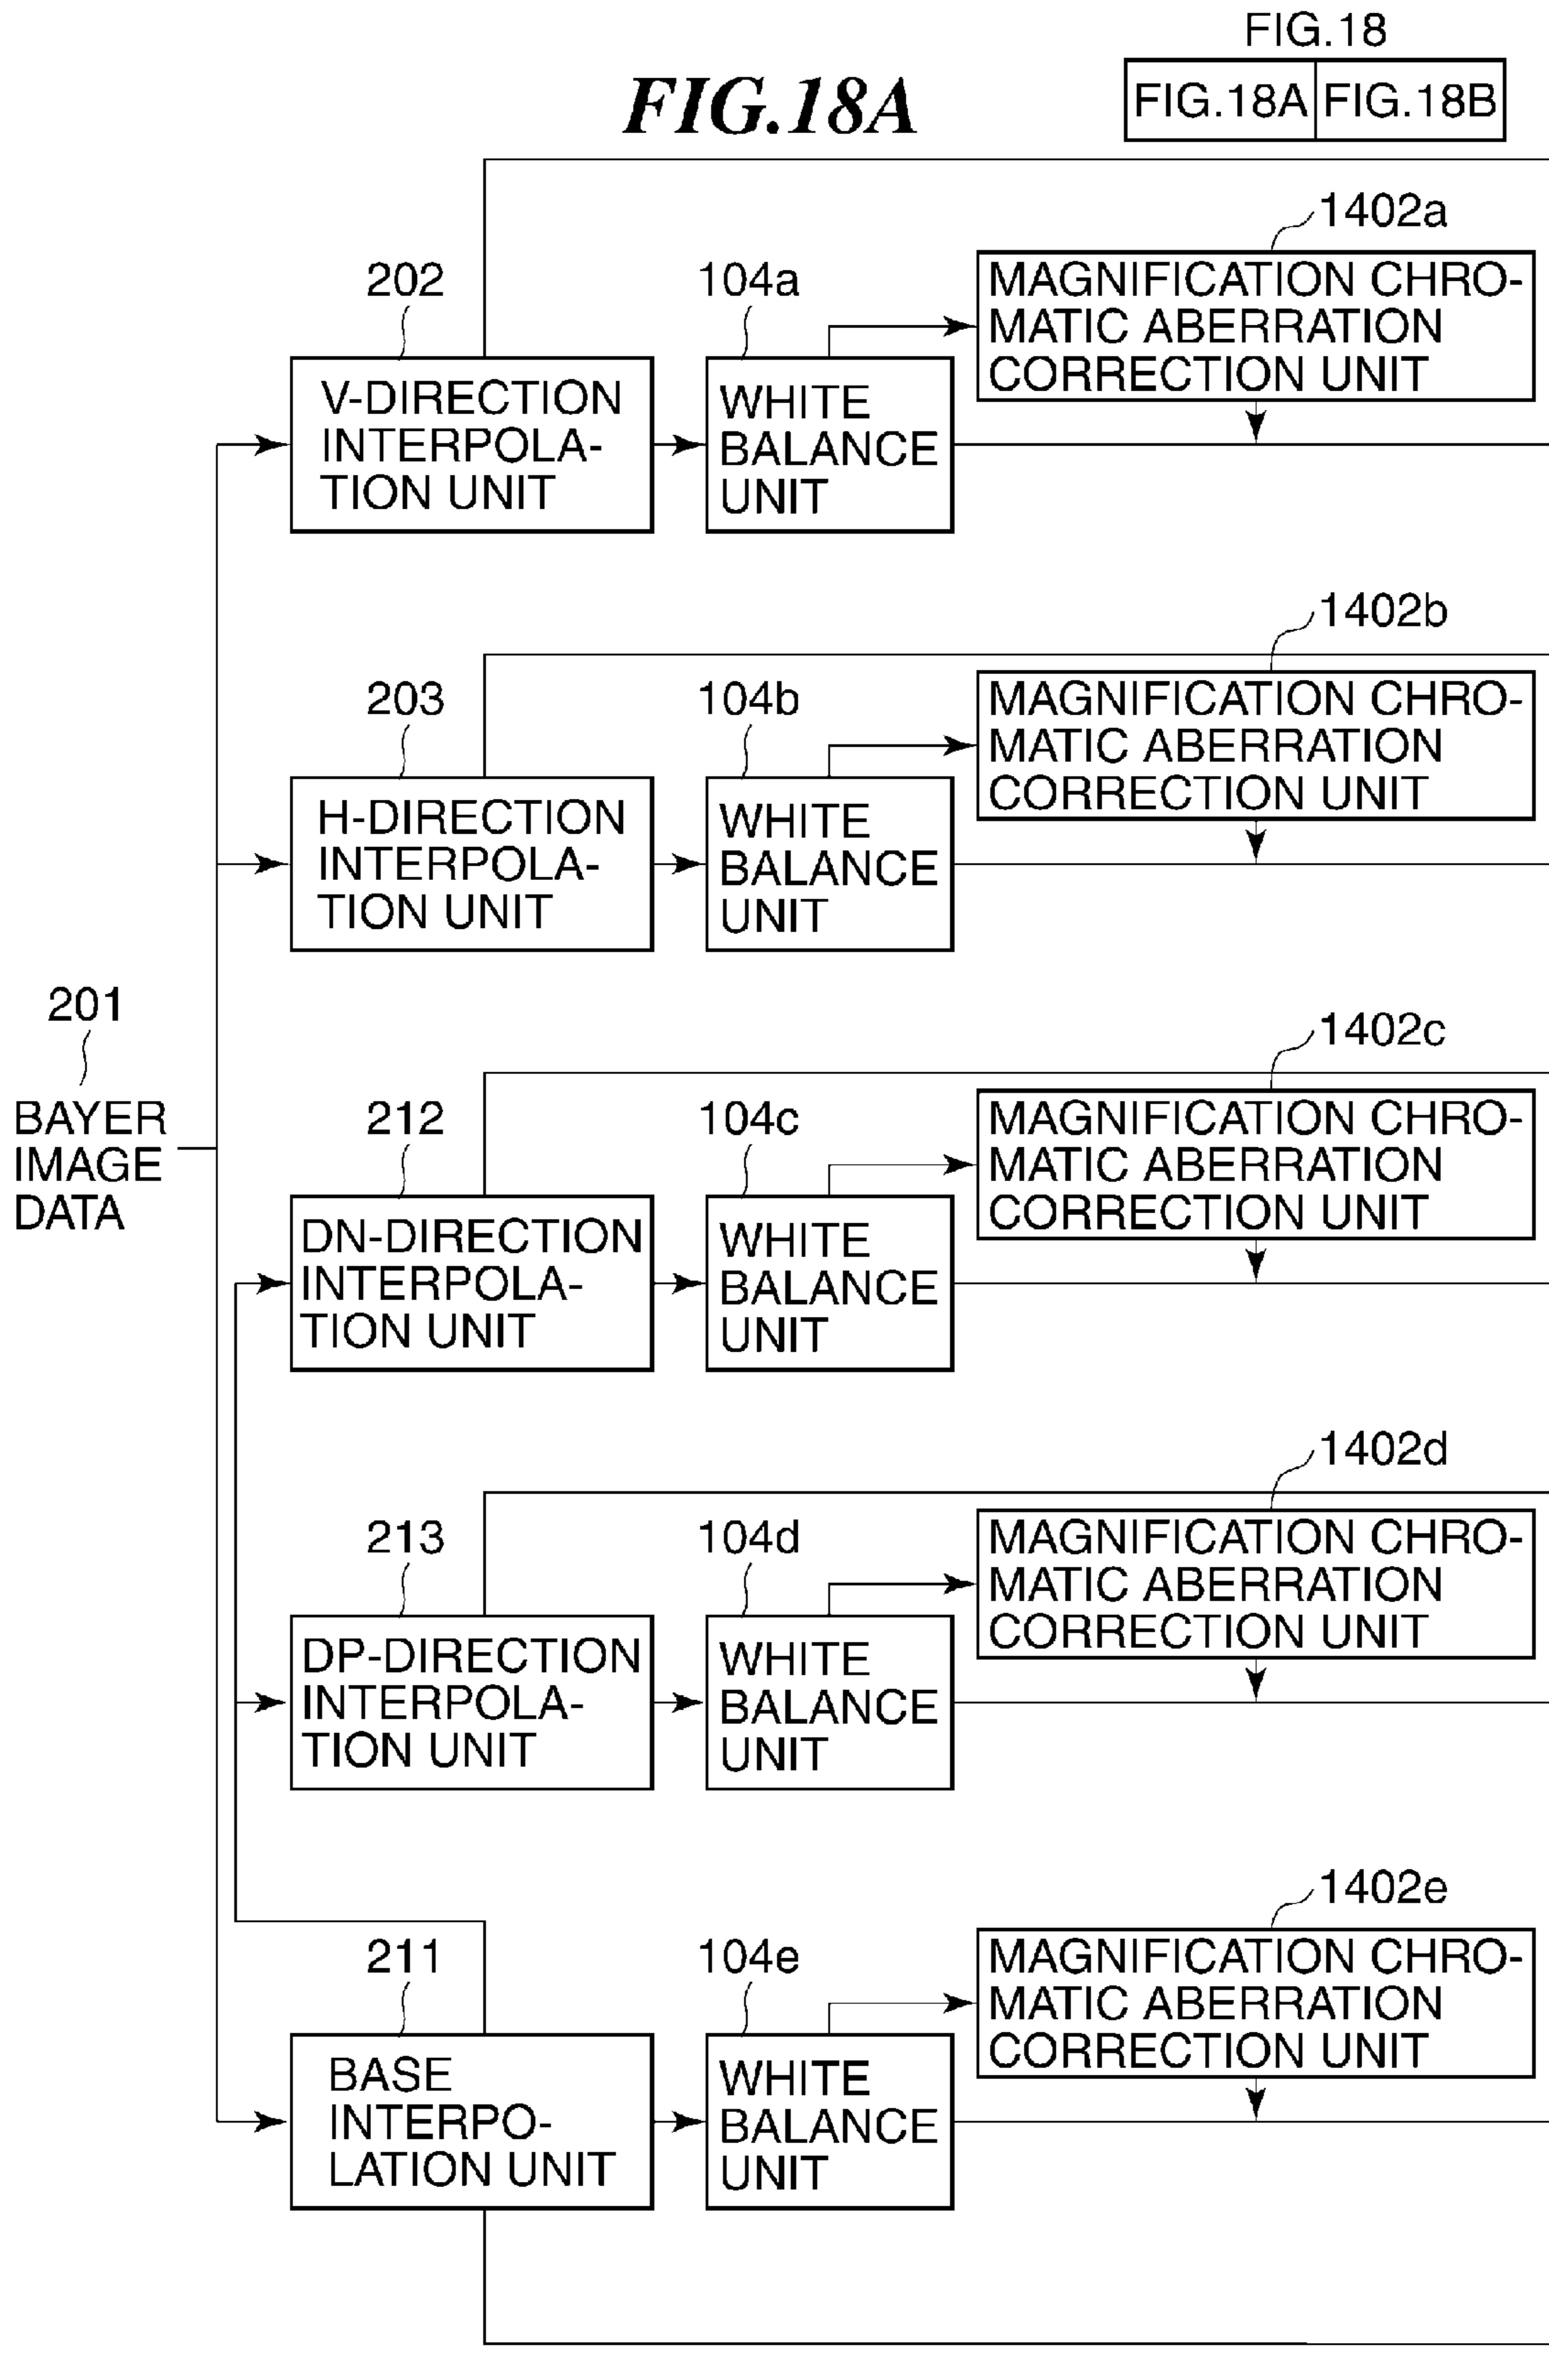 FIG.18
FIG.18A
FIG.18A FIG.18B
1402a
202
104a
MAGNIFICATION CHRO-
MATIC ABERRATION
CORRECTION UNIT
V-DIRECTION
INTERPOLA-
TION UNIT
WHITE
BALANCE
UNIT
1402b
203
104b
MAGNIFICATION CHRO-
MATIC ABERRATION
CORRECTION UNIT
H-DIRECTION
INTERPOLA-
TION UNIT
WHITE
BALANCE
UNIT
201
BAYER
IMAGE
DATA
1402c
212
104c
MAGNIFICATION CHRO-
MATIC ABERRATION
CORRECTION UNIT
DN-DIRECTION
INTERPOLA-
TION UNIT
WHITE
BALANCE
UNIT
1402d
213
104d
MAGNIFICATION CHRO-
MATIC ABERRATION
CORRECTION UNIT
DP-DIRECTION
INTERPOLA-
TION UNIT
WHITE
BALANCE
UNIT
1402e
211
104e
MAGNIFICATION CHRO-
MATIC ABERRATION
CORRECTION UNIT
BASE
INTERPO-
LATION UNIT
WHITE
BALANCE
UNIT